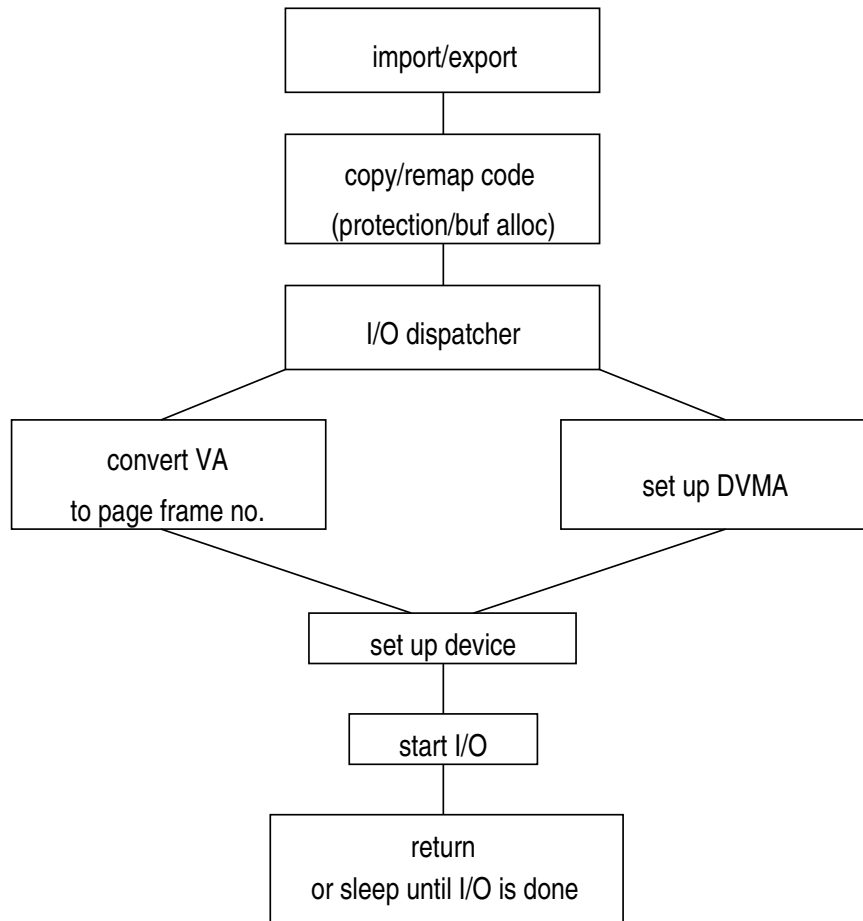 import/export
copy/remap code
(protection/buf alloc)
I/O dispatcher
convert VA
to page frame no.
set up DVMA
set up device
start I/O
return
or sleep until I/O is done